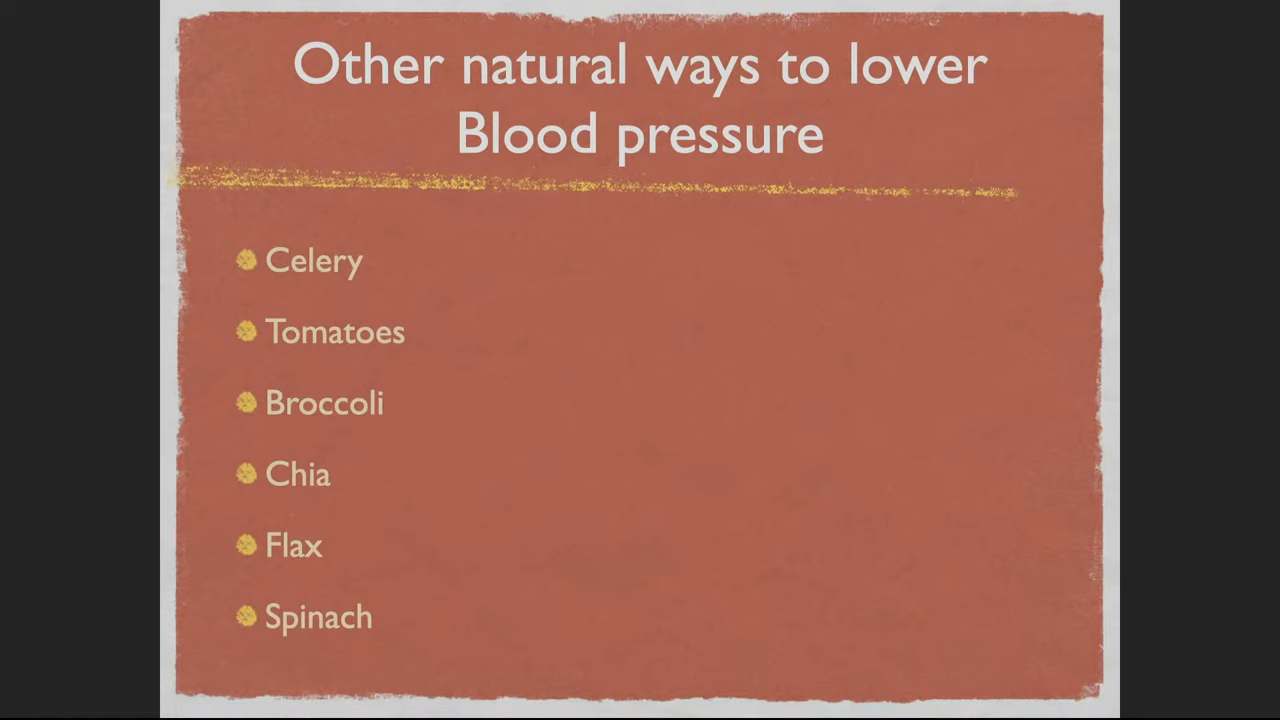 Other natural ways to lower
Blood pressure
Celery
Tomatoes
Broccoli
Chia
Flax
Spinach